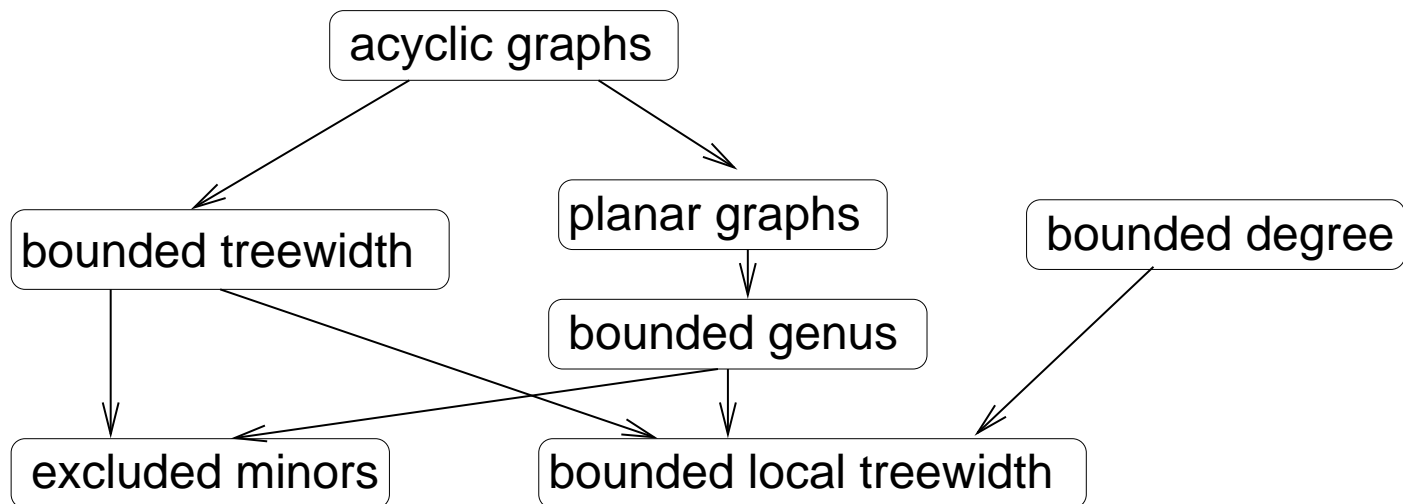 acyclic graphs
planar graphs
bounded treewidth
bounded degree
bounded genus
excluded minors
bounded local treewidth